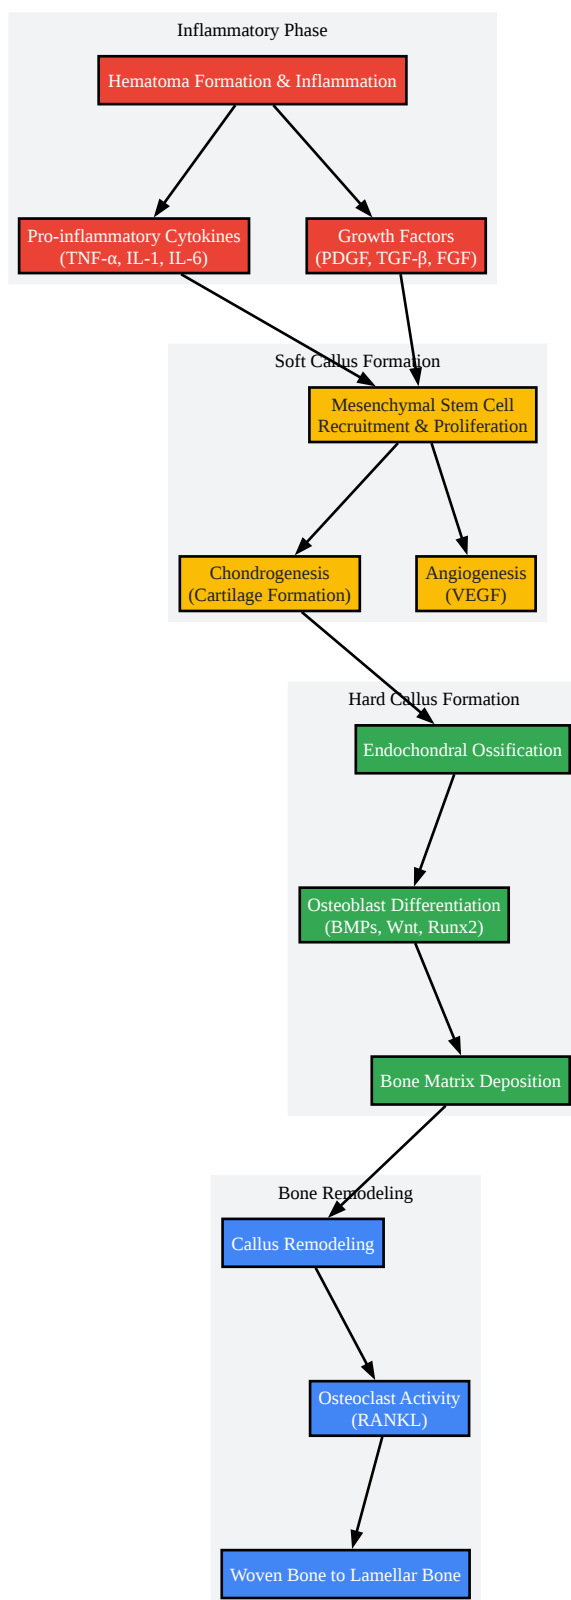 Inflammatory Phase
Hematoma Formation & Inflammation
Pro-inflammatory Cytokines
(TNF-α, IL-1, IL-6)
Growth Factors
(PDGF, TGF-β, FGF)
Soft Callus Formation
Mesenchymal Stem Cell
Recruitment & Proliferation
Chondrogenesis
(Cartilage Formation)
Angiogenesis
(VEGF)
Hard Callus Formation
Endochondral Ossification
Osteoblast Differentiation
(BMPs, Wnt, Runx2)
Bone Matrix Deposition
Bone Remodeling
Callus Remodeling
Osteoclast Activity
(RANKL)
Woven Bone to Lamellar Bone